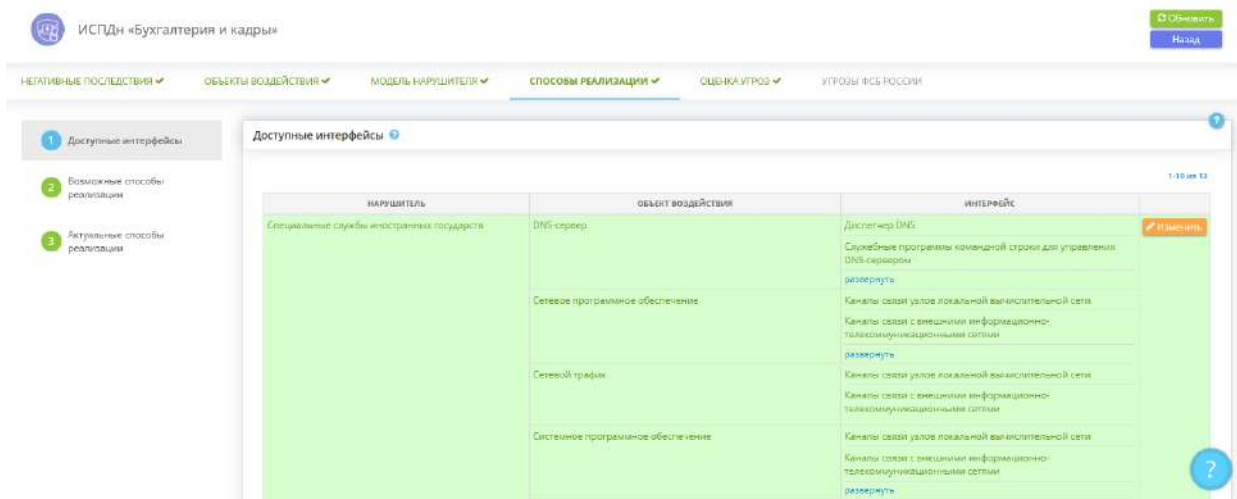 ИСПДн «Бухгалтерия и кадры»
Обновить
Назад
НЕГАТИВНЫЕ ПОСЛЕДСТВИЯ
ОБЪЕКТЫ ВОЗДЕЙСТВИЯ
МОДЕЛЬ НАРУШИТЕЛЯ
СПОСОБЫ РЕАЛИЗАЦИИ
ОЦЕНКА УГРОЗ
УГРОЗЫ ФСБ РОССИИ
1 Доступные интерфейсы
2 Возможные способы
реализации
3 Актуальные способы
реализации
Доступные интерфейсы ?
?
1-10 из 13
НАРУШИТЕЛЬ
ОБЪЕКТ ВОЗДЕЙСТВИЯ
ИНТЕРФЕЙС
Специальные службы иностранных государств
DNS-сервер
Диспетчер DNS
Изменить
Служебные программы командной строки для управления
DNS-сервером
развернуть
Сетевое программное обеспечение
Каналы связи узлов локальной вычислительной сети
Каналы связи с внешними информационно-
телекоммуникационными сетями
развернуть
Сетевой трафик
Каналы связи узлов локальной вычислительной сети
Каналы связи с внешними информационно-
телекоммуникационными сетями
Системное программное обеспечение
Каналы связи узлов локальной вычислительной сети
Каналы связи с внешними информационно-
телекоммуникационными сетями
развернуть
?